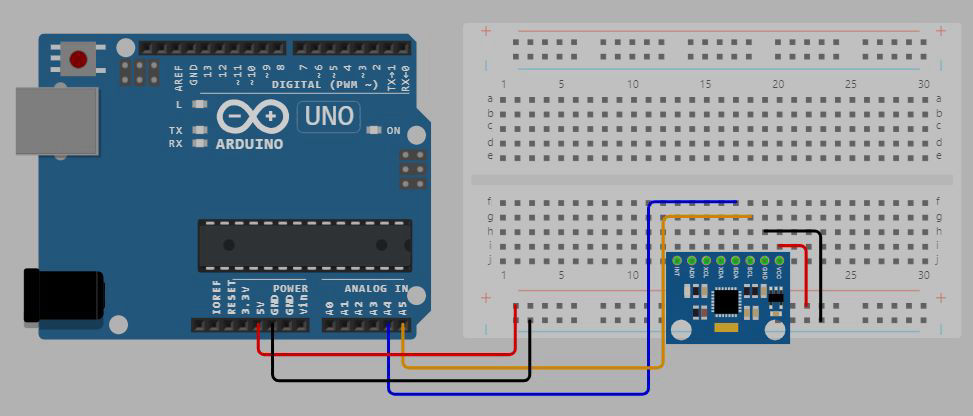 AREF
GND
13
12
~11
~10
~9
8
7
~6
~5
4
~3
2
TX→1
RX←0
DIGITAL (PWM ~)
L
TX
RX
UNO
ARDUINO
ON
IOREF
RESET
3.3V
5V
GND
GND
Vin
POWER
A0
A1
A2
A3
A4
A5
ANALOG IN
+ +
1 5 10 15 20 25 30
a a
b b
c c
d d
e e
f f
g g
h h
i i
j j
1 5 25 30
+ +
INT
AD0
XCL
XDA
SDA
SCL
GND
VCC